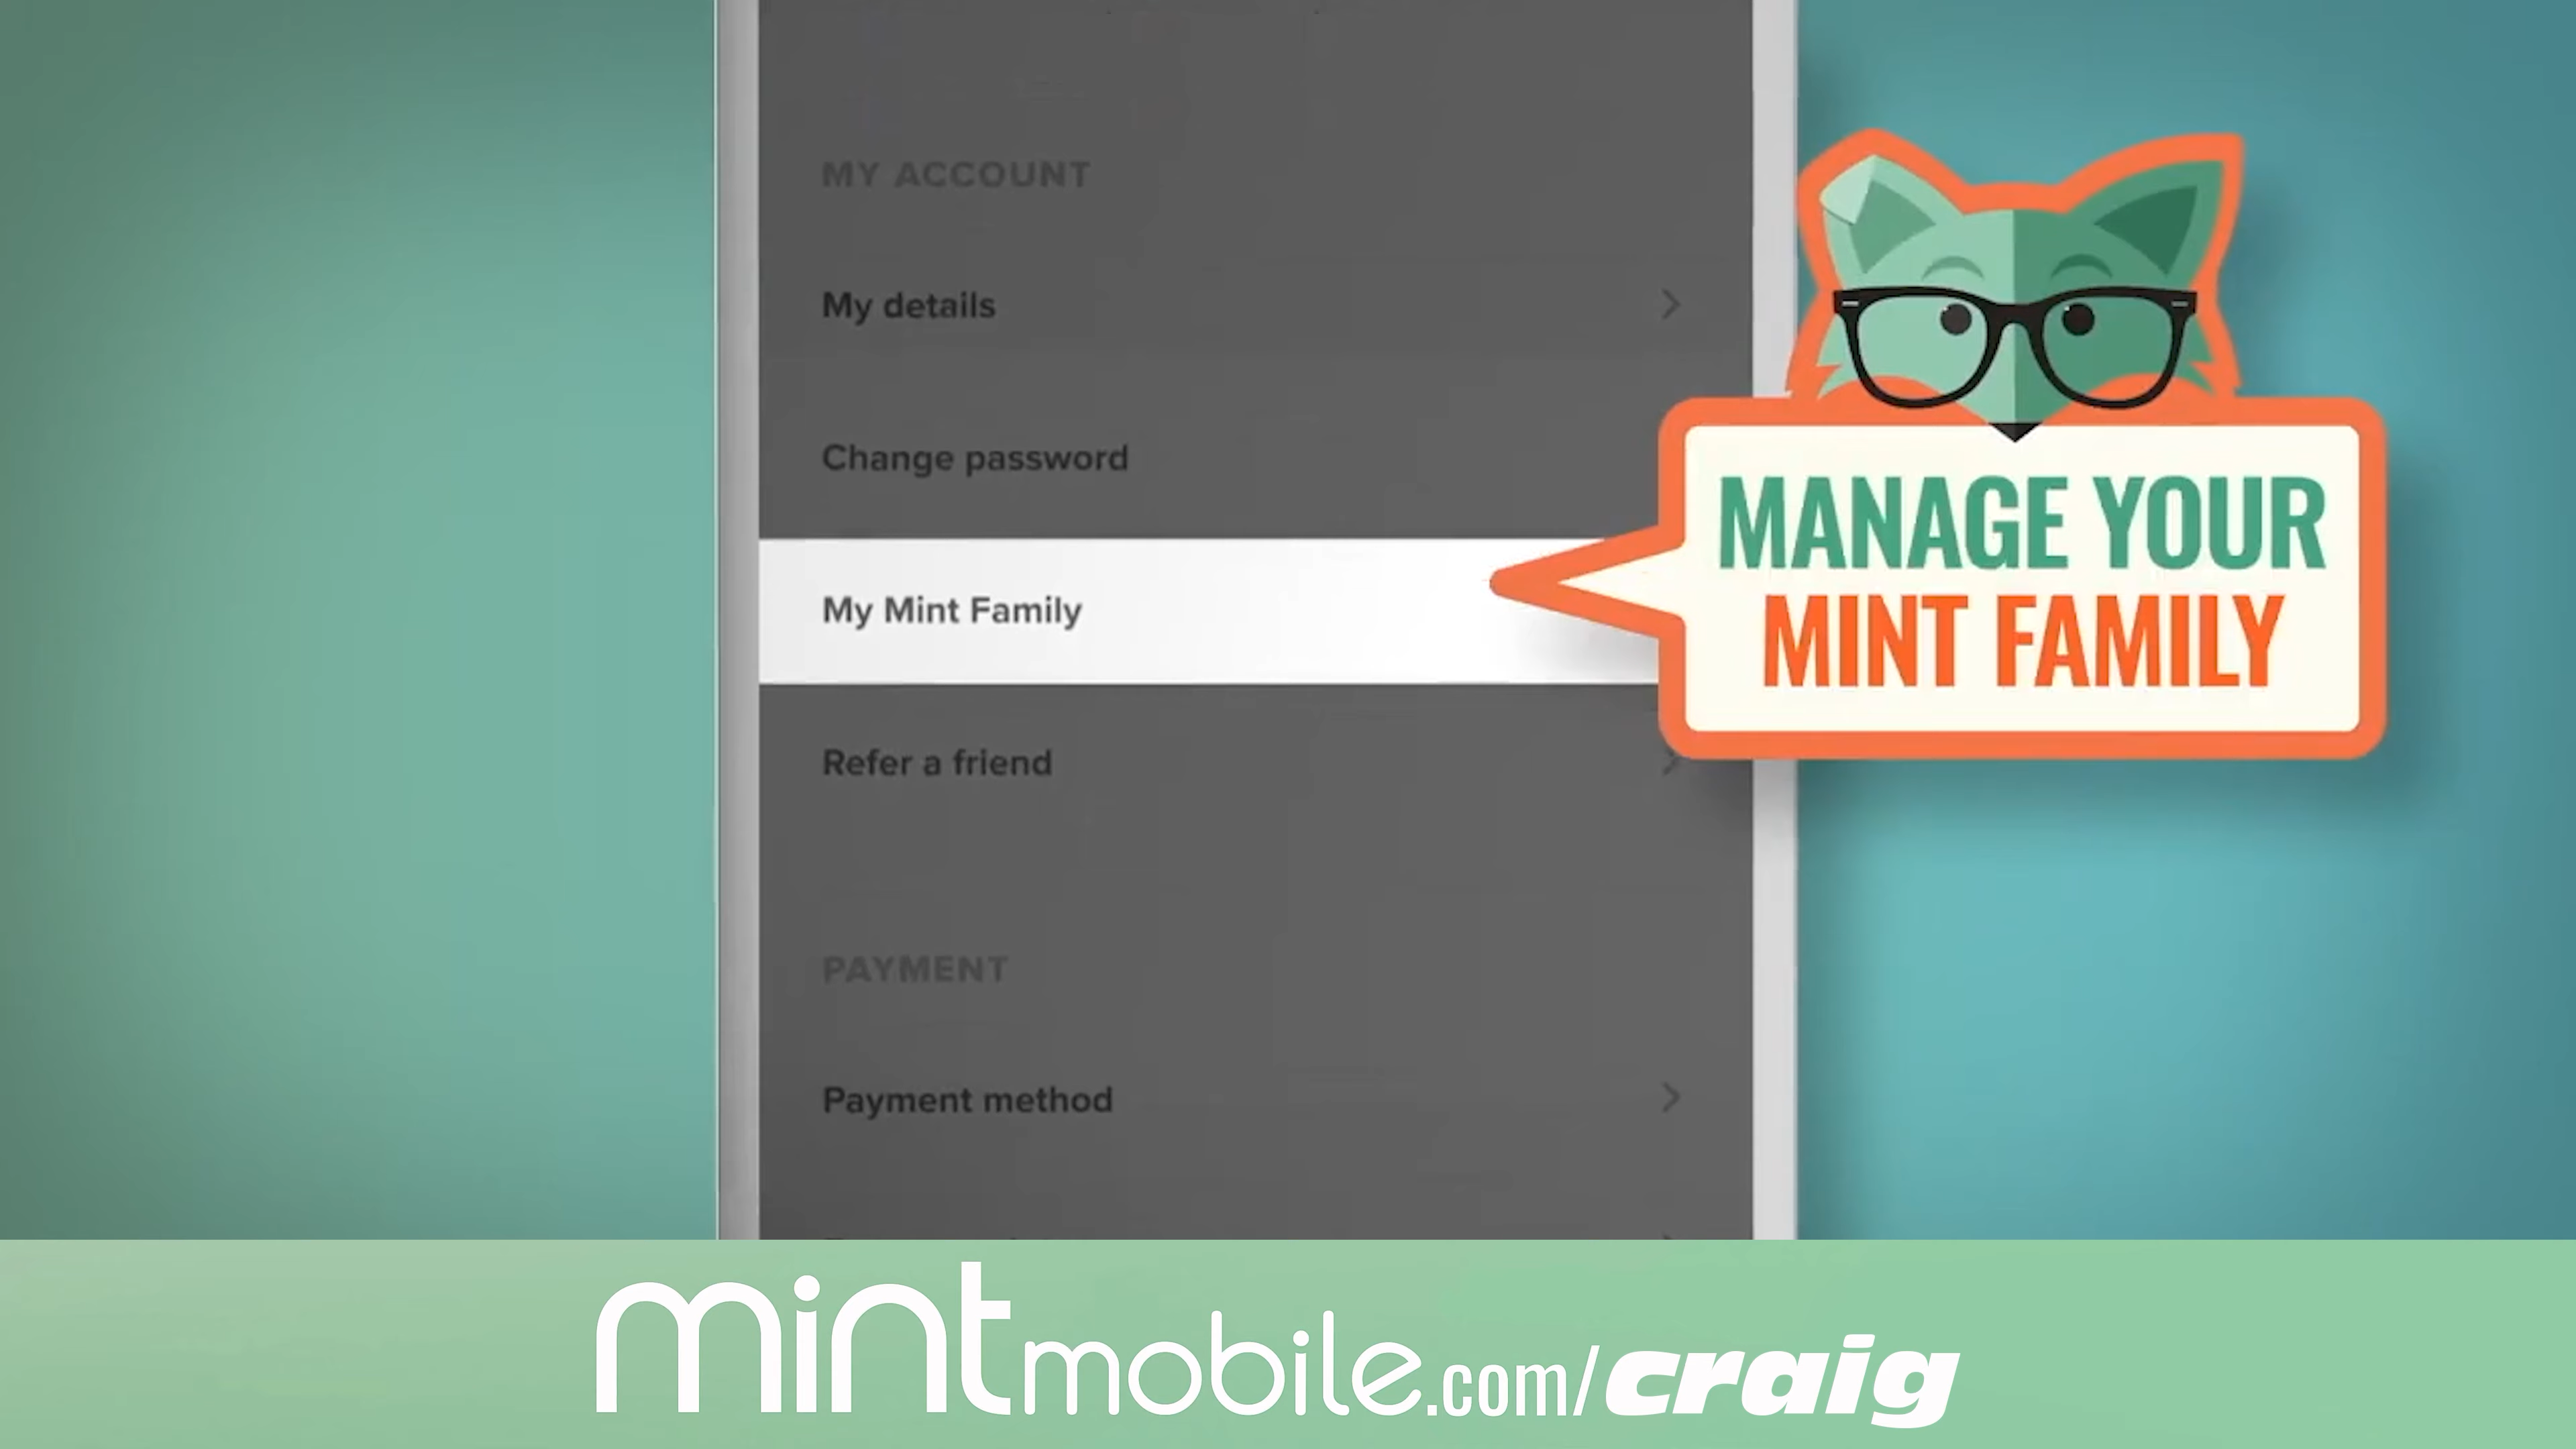 MY ACCOUNT
My details
Change password
My Mint Family
Refer a friend
PAYMENT
Payment method
MANAGE YOUR
MINT FAMILY
mintmobile.com/craig